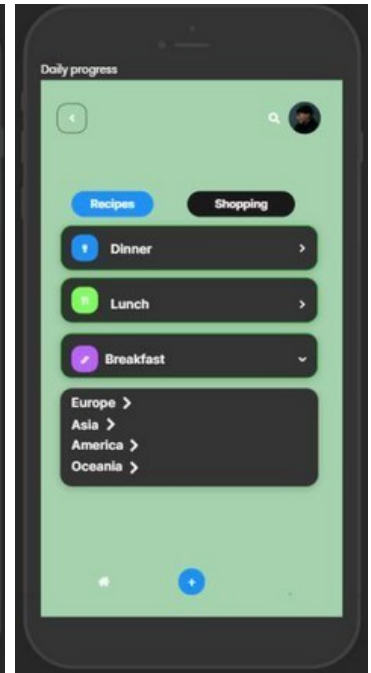 Daily progress
Recipes
Shopping
Dinner
Lunch
Breakfast
Europe
Asia
America
Oceania